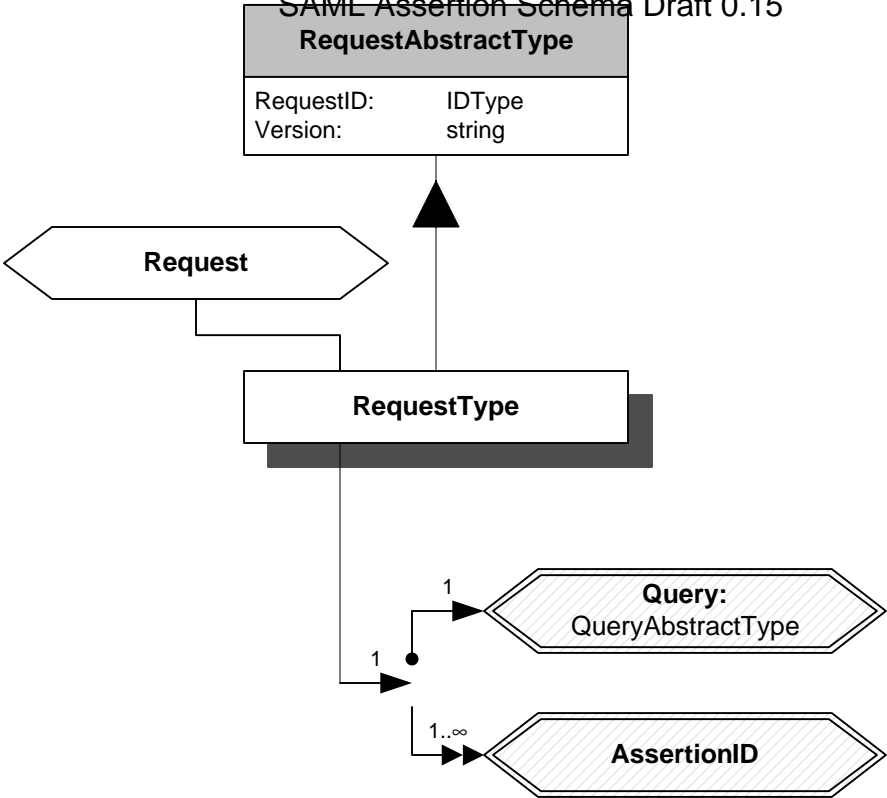 SAML Assertion Schema Draft 0.15
RequestAbstractType
RequestID: IDType
Version: string
Request
RequestType
1
Query:
QueryAbstractType
1
1..∞
AssertionID